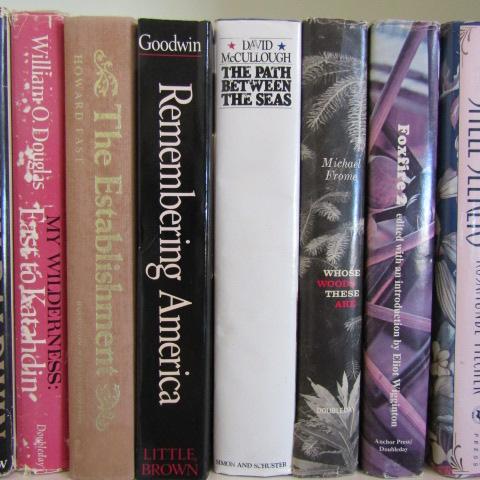 William O. Douglas
MY WILDERNESS:
East to Katahdin
Doubleday
HOWARD FAST
The Establishment
Goodwin
Remembering America
LITTLE,
BROWN
DAVID
McCULLOUGH
THE PATH
BETWEEN
THE SEAS
SIMON AND SCHUSTER
Michael
Frome
WHOSE
WOODS
THESE
ARE
DOUBLEDAY
Foxfire 2
edited with an introduction by Eliot Wigginton
Anchor Press/
Doubleday
PRESS